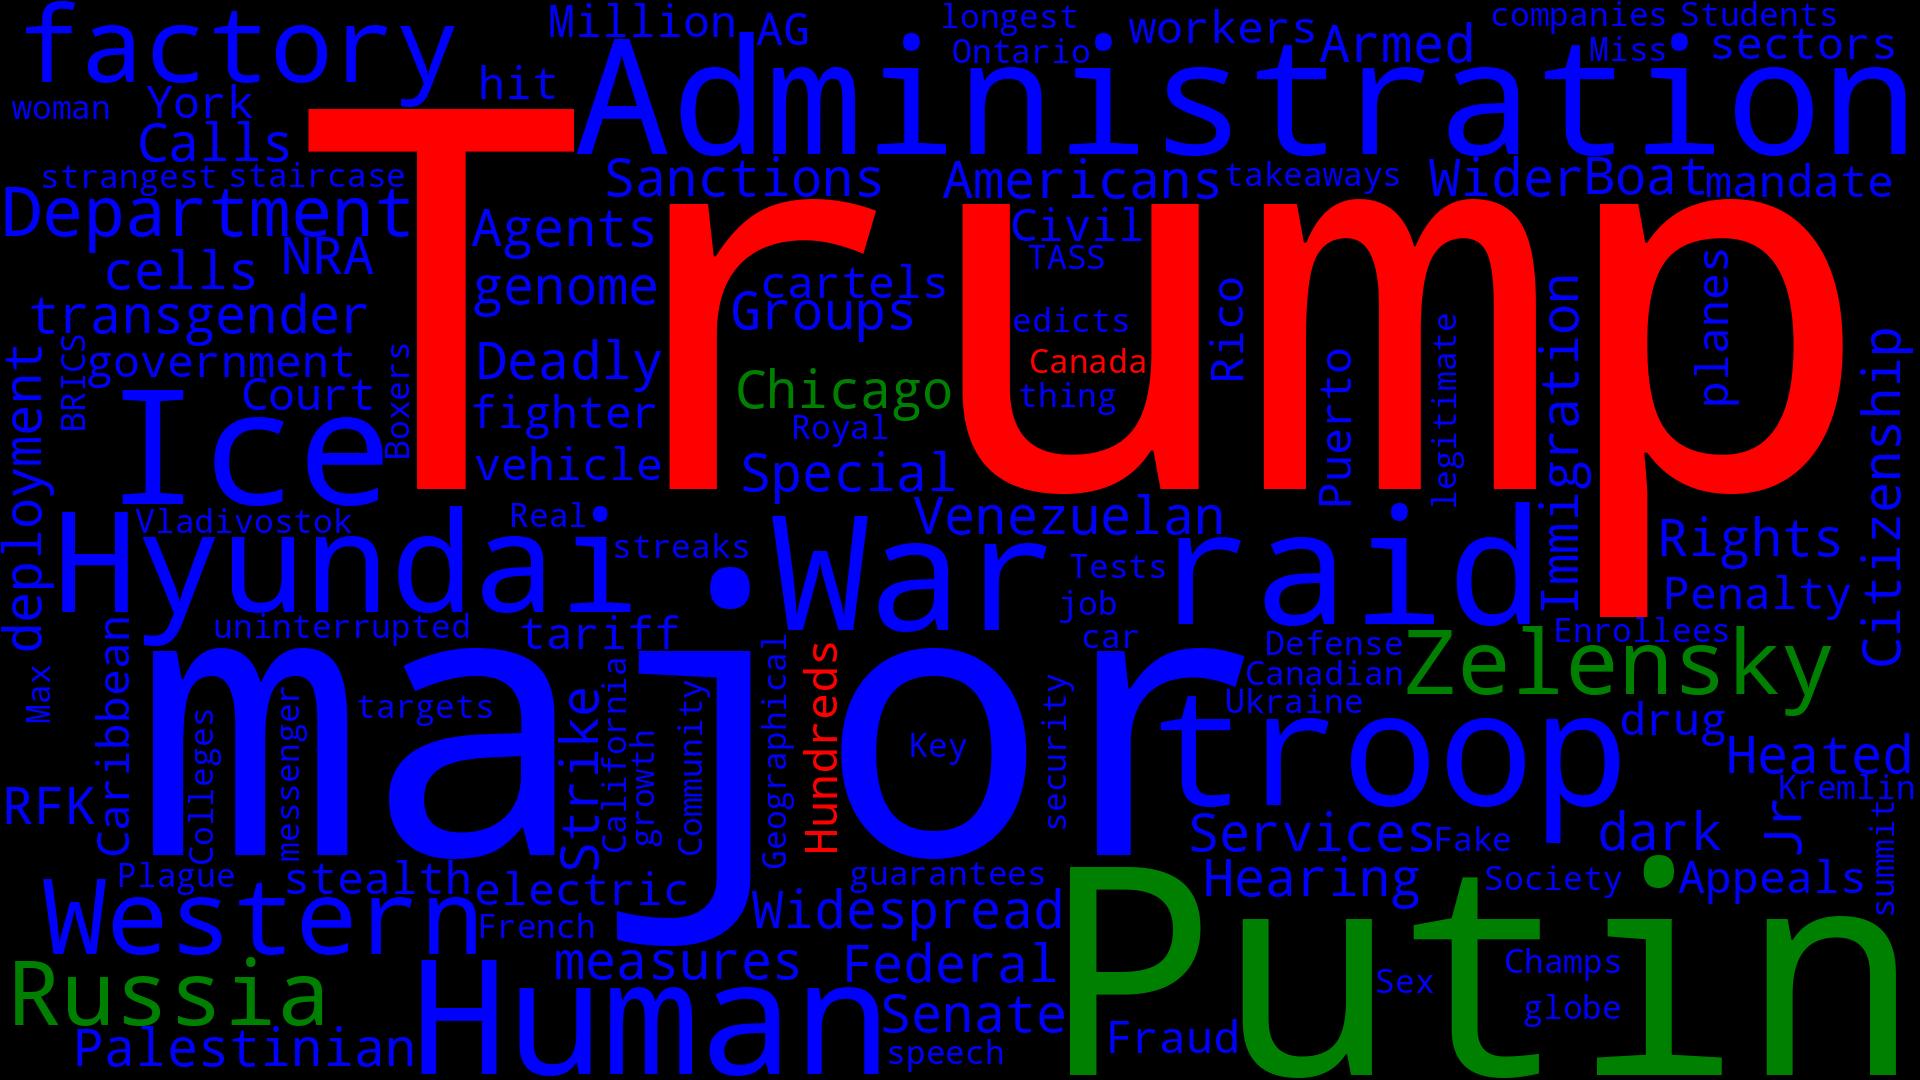 factory
Million
AG
longest
Ontario
workers
Armed
companies
Students
Miss
sectors
hit
Administration
woman
York
Calls
Trump
strangest
staircase
Sanctions
Americans
takeaways
WiderBoat
mandate
Department
Agents
Civil
TASS
NRA
cells
genome
cartels
Groups
Rico
planes
transgender
edicts
government
BRICS
Boxers
Deadly
Canada
Puerto
legitimate
Immigration
Citizenship
deployment
Court
Ice
fighter
Chicago
thing
Royal
vehicle
Special
Vladivostok
Real
Venezuelan
Hyundai
streaks
War
Tests
raid
Rights
job
Penalty
uninterrupted
tariff
car
Defense
Enrollees
Zelensky
Canadian
Ukraine
Max
Caribbean
major
targets
Colleges
messenger
Strike
California
growth
Community
Geographical
Hundreds
Key
security
troop
drug
Heated
Kremlin
RFK
Services
Fake
dark
Jr
summit
Plague
stealth
electric
guarantees
Hearing
Society
Appeals
Western
French
Widespread
Putin
Russia
measures
Federal
Sex
Champs
globe
Human
Senate
Palestinian
speech
Fraud